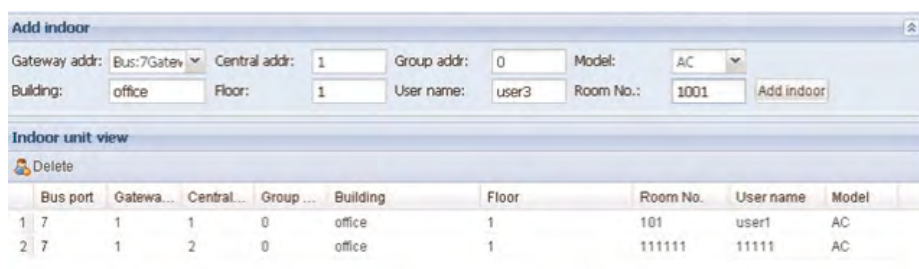 Add indoor
Gateway addr: Bus:7Gatev Central addr: 1 Group addr: 0 Model: AC
Building: office Floor: 1 User name: user3 Room No.: 1001 Add indoor
Indoor unit view
Delete
Bus port Gatewa... Central... Group ... Building Floor Room No. User name Model
1 7 1 1 0 office 1 101 user1 AC
2 7 1 2 0 office 1 111111 11111 AC